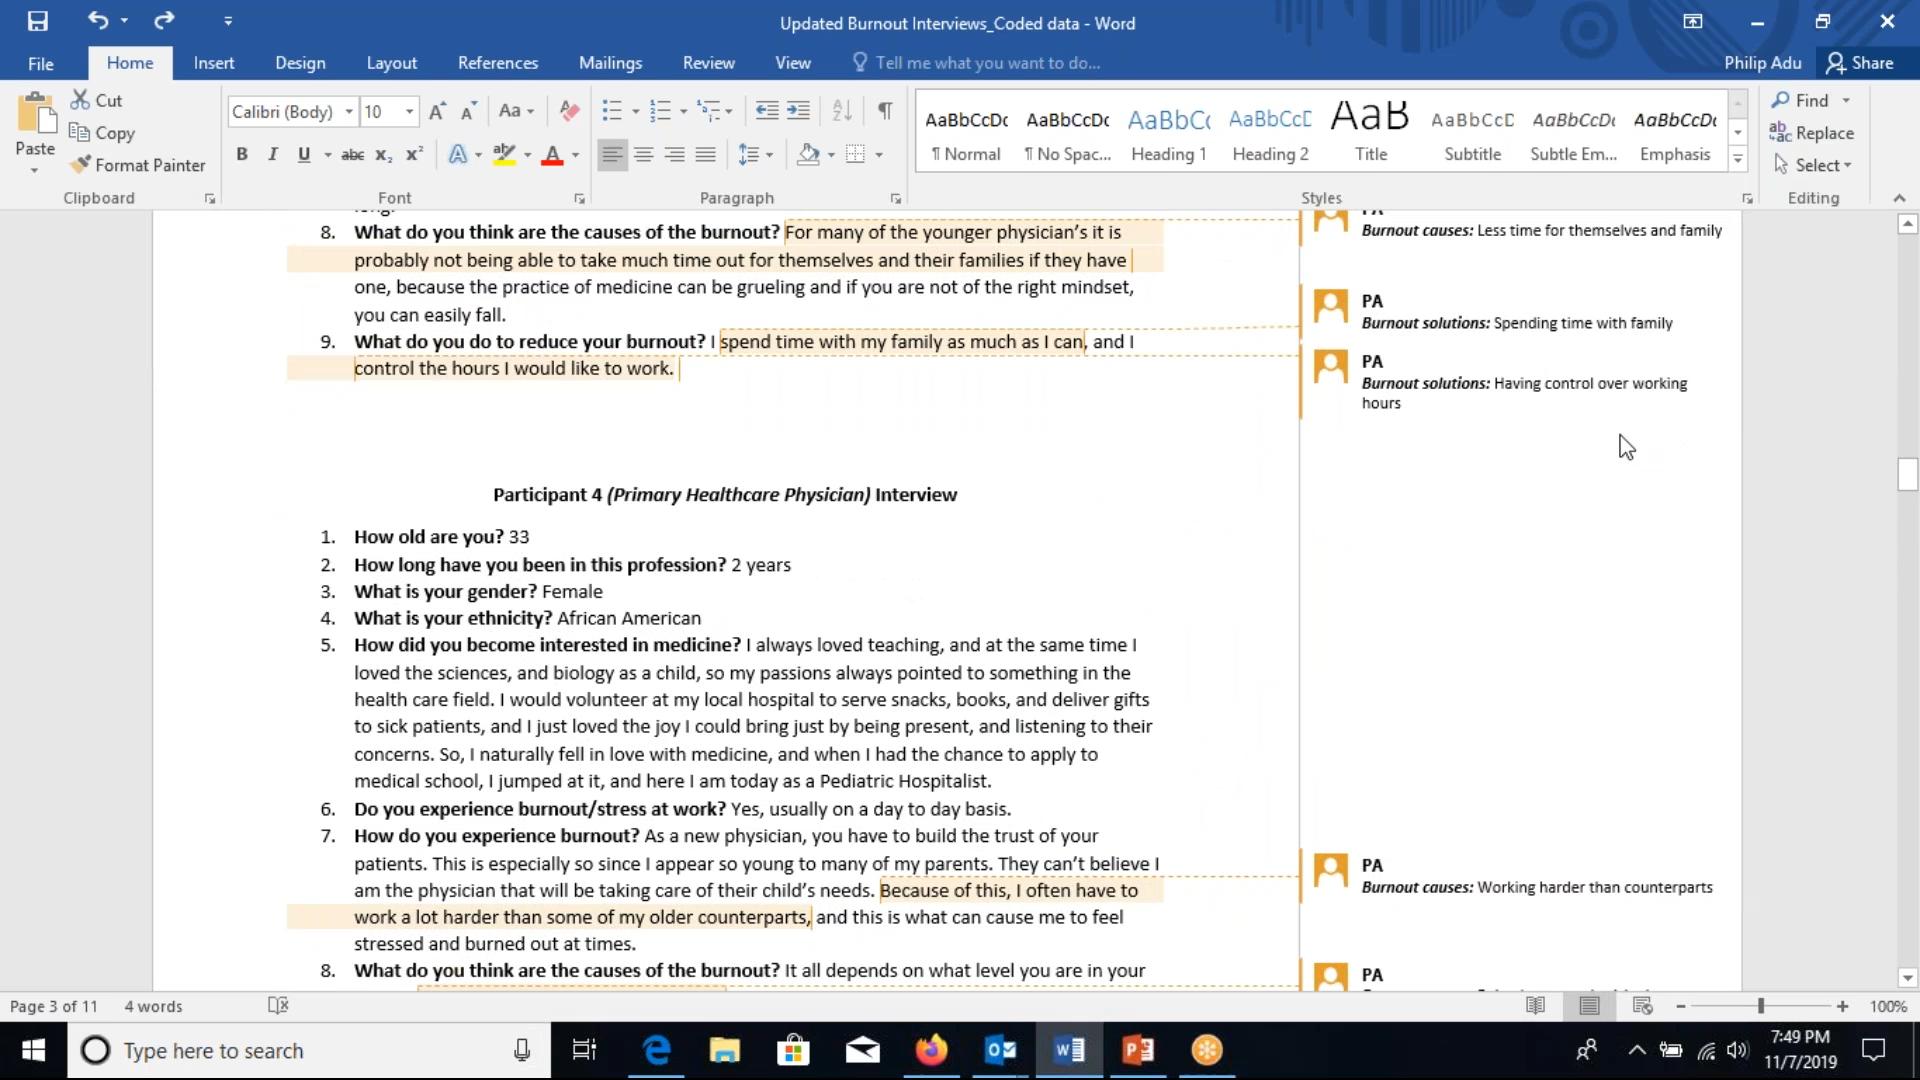 Updated Burnout Interviews_Coded data - Word
File Home Insert Design Layout References Mailings Review View Tell me what you want to do... Philip Adu Share
Paste
Cut
Copy
Format Painter
Clipboard
Calibri (Body) 10
Font
Paragraph
AaBbCcDc AaBbCcDc AaBbCc AaBbCcD AaB AaBbCcD AaBbCcDc AaBbCcDc
¶ Normal ¶ No Spac... Heading 1 Heading 2 Title Subtitle Subtle Em... Emphasis
Styles
Find
Replace
Select
Editing
8. What do you think are the causes of the burnout? For many of the younger physician's it is
probably not being able to take much time out for themselves and their families if they have
one, because the practice of medicine can be grueling and if you are not of the right mindset,
you can easily fall.
9. What do you do to reduce your burnout? I spend time with my family as much as I can, and I
control the hours I would like to work.
Participant 4 (Primary Healthcare Physician) Interview
1. How old are you? 33
2. How long have you been in this profession? 2 years
3. What is your gender? Female
4. What is your ethnicity? African American
5. How did you become interested in medicine? I always loved teaching, and at the same time I
loved the sciences, and biology as a child, so my passions always pointed to something in the
health care field. I would volunteer at my local hospital to serve snacks, books, and deliver gifts
to sick patients, and I just loved the joy I could bring just by being present, and listening to their
concerns. So, I naturally fell in love with medicine, and when I had the chance to apply to
medical school, I jumped at it, and here I am today as a Pediatric Hospitalist.
6. Do you experience burnout/stress at work? Yes, usually on a day to day basis.
7. How do you experience burnout? As a new physician, you have to build the trust of your
patients. This is especially so since I appear so young to many of my parents. They can't believe I
am the physician that will be taking care of their child's needs. Because of this, I often have to
work a lot harder than some of my older counterparts, and this is what can cause me to feel
stressed and burned out at times.
8. What do you think are the causes of the burnout? It all depends on what level you are in your
PA
Burnout causes: Less time for themselves and family
PA
Burnout solutions: Spending time with family
PA
Burnout solutions: Having control over working
hours
PA
Burnout causes: Working harder than counterparts
PA
Page 3 of 11 4 words 100%
Type here to search
7:49 PM
11/7/2019